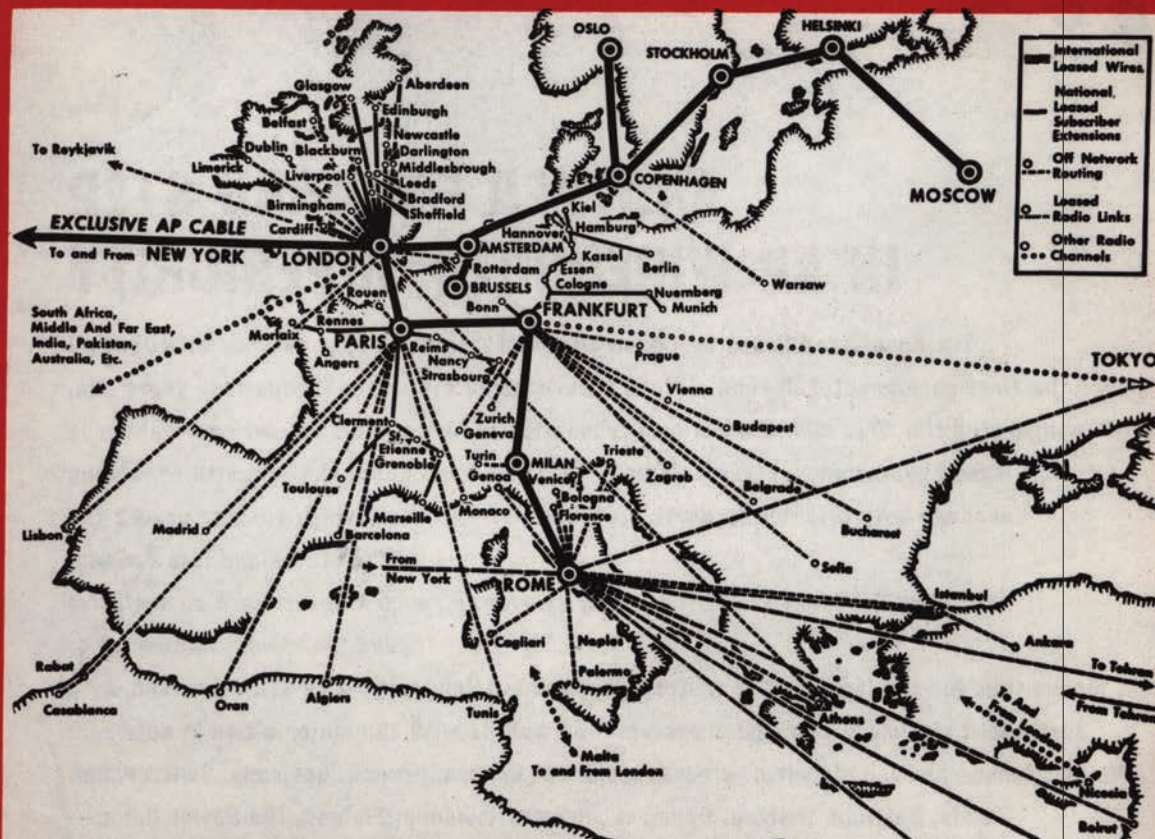 OSLO
STOCKHOLM
HELSINKI
MOSCOW
COPENHAGEN
International
Leased Wires
National
Leased
Subscriber
Extensions
Off Network
Routing
Leased
Radio Links
Other Radio
Channels
Glasgow
Aberdeen
Edinburgh
Belfast
Newcastle
Dublin
Blackburn
Darlington
To Reykjavik
Limerick
Liverpool
Middlesbrough
Leeds
Bradford
Birmingham
Sheffield
Cardiff
EXCLUSIVE AP CABLE
To and From NEW YORK
LONDON
AMSTERDAM
Rotterdam
BRUSSELS
Kiel
Hamburg
Hannover
Kassel
Berlin
Essen
Cologne
Bonn
FRANKFURT
Nuernberg
Munich
Warsaw
Prague
South Africa,
Middle And Far East,
India, Pakistan,
Australia, Etc.
Rouen
Morlaix
Rennes
PARIS
Reims
Angers
Nancy
Strasbourg
TOKYO
Vienna
Budapest
Clermont
St.
Etienne
Grenoble
Zurich
Geneva
Turin
MILAN
Genoa
Venice
Trieste
Zagreb
Belgrade
Bucharest
Toulouse
Marseille
Monaco
Bologna
Florence
Lisbon
Madrid
Barcelona
From
New York
ROME
Sofia
Istanbul
Ankara
Cagliari
Naples
Palermo
To Tehran
From Tehran
Rabat
Casablanca
Oran
Algiers
Tunis
Malta
To and From London
Athens
To And
From London
Nicosia
Beirut